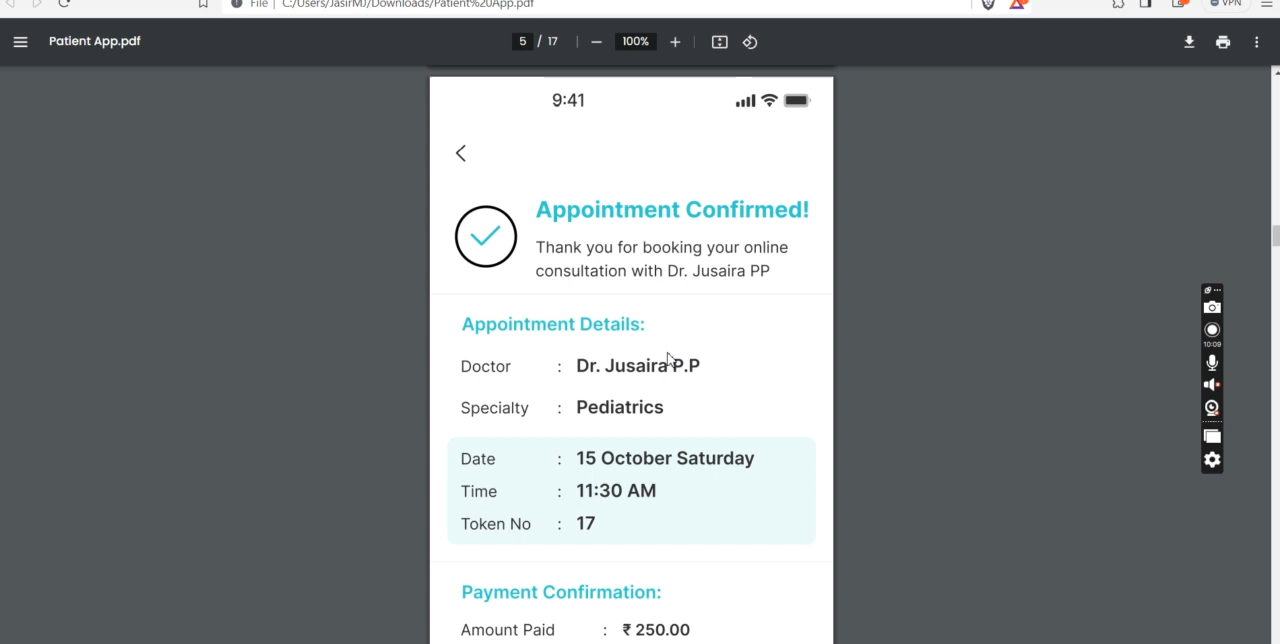 File | C:/Users/JasirMJ/Downloads/Patient%20App.pdf
VPN
Patient App.pdf
5 / 17
100%
9:41
Appointment Confirmed!
Thank you for booking your online
consultation with Dr. Jusaira PP
Appointment Details:
Doctor : Dr. Jusaira P.P
Specialty : Pediatrics
Date : 15 October Saturday
Time : 11:30 AM
Token No : 17
Payment Confirmation:
Amount Paid : ₹ 250.00
10:09